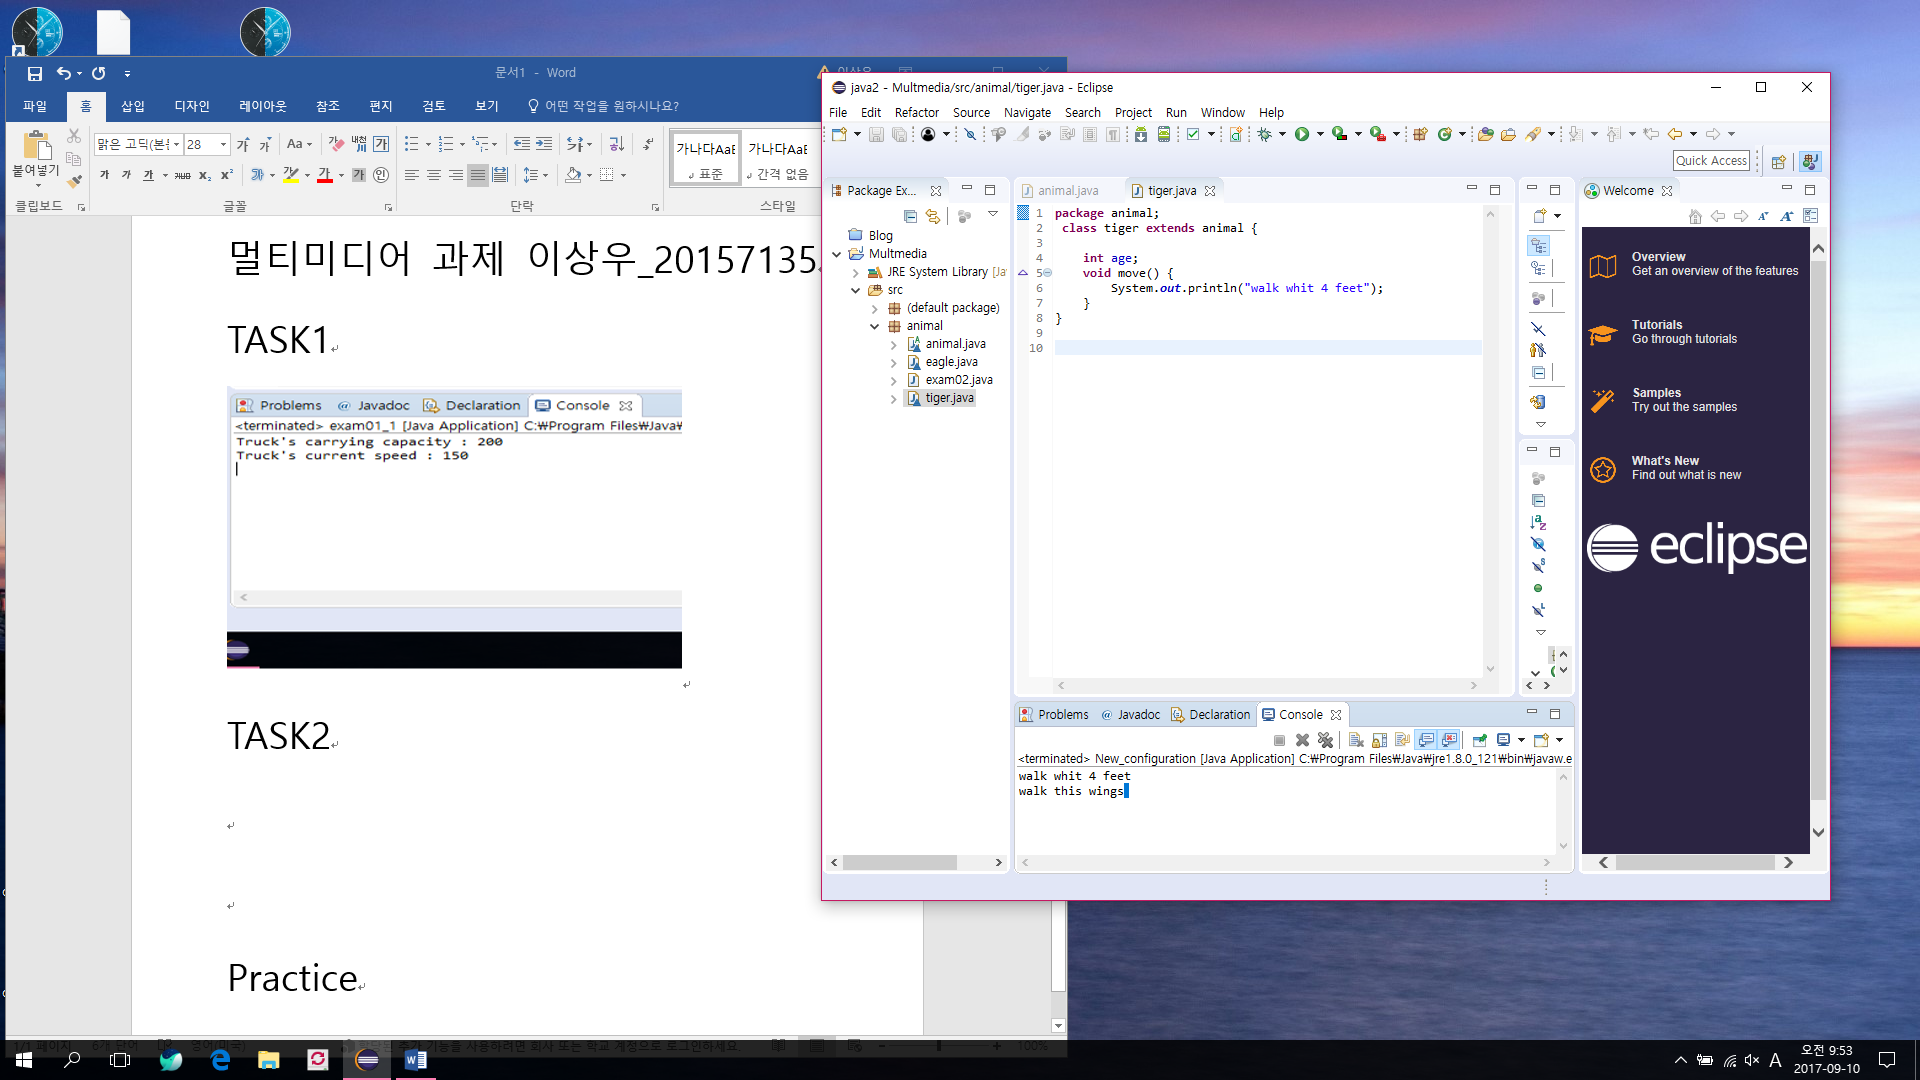 문서1 - Word
파일 홈 삽입 디자인 레이아웃 참조 편지 검토 보기 어떤 작업을 원하시나요?
붙여넣기
맑은 고딕(본 28
가나다AaB 가나다AaB
표준 간격 없음
클립보드 글꼴 단락 스타일
멀티미디어 과제 이상우_20157135
TASK1
Problems @ Javadoc Declaration Console
<terminated> exam01_1 [Java Application] C:₩Program Files₩Java₩
Truck's carrying capacity : 200
Truck's current speed : 150
TASK2
Practice
java2 - Multmedia/src/animal/tiger.java - Eclipse
File Edit Refactor Source Navigate Search Project Run Window Help
Quick Access
Package Ex...
Blog
Multmedia
JRE System Library [Ja
src
(default package)
animal
animal.java
eagle.java
exam02.java
tiger.java
animal.java tiger.java
1 package animal;
2 class tiger extends animal {
3
4 int age;
5 void move() {
6 System.out.println("walk whit 4 feet");
7 }
8 }
9
10
Problems @ Javadoc Declaration Console
<terminated> New_configuration [Java Application] C:₩Program Files₩Java₩jre1.8.0_121₩bin₩javaw.e
walk whit 4 feet
walk this wings
Welcome
Overview
Get an overview of the features
Tutorials
Go through tutorials
Samples
Try out the samples
What's New
Find out what is new
eclipse
A 오전 9:53
2017-09-10